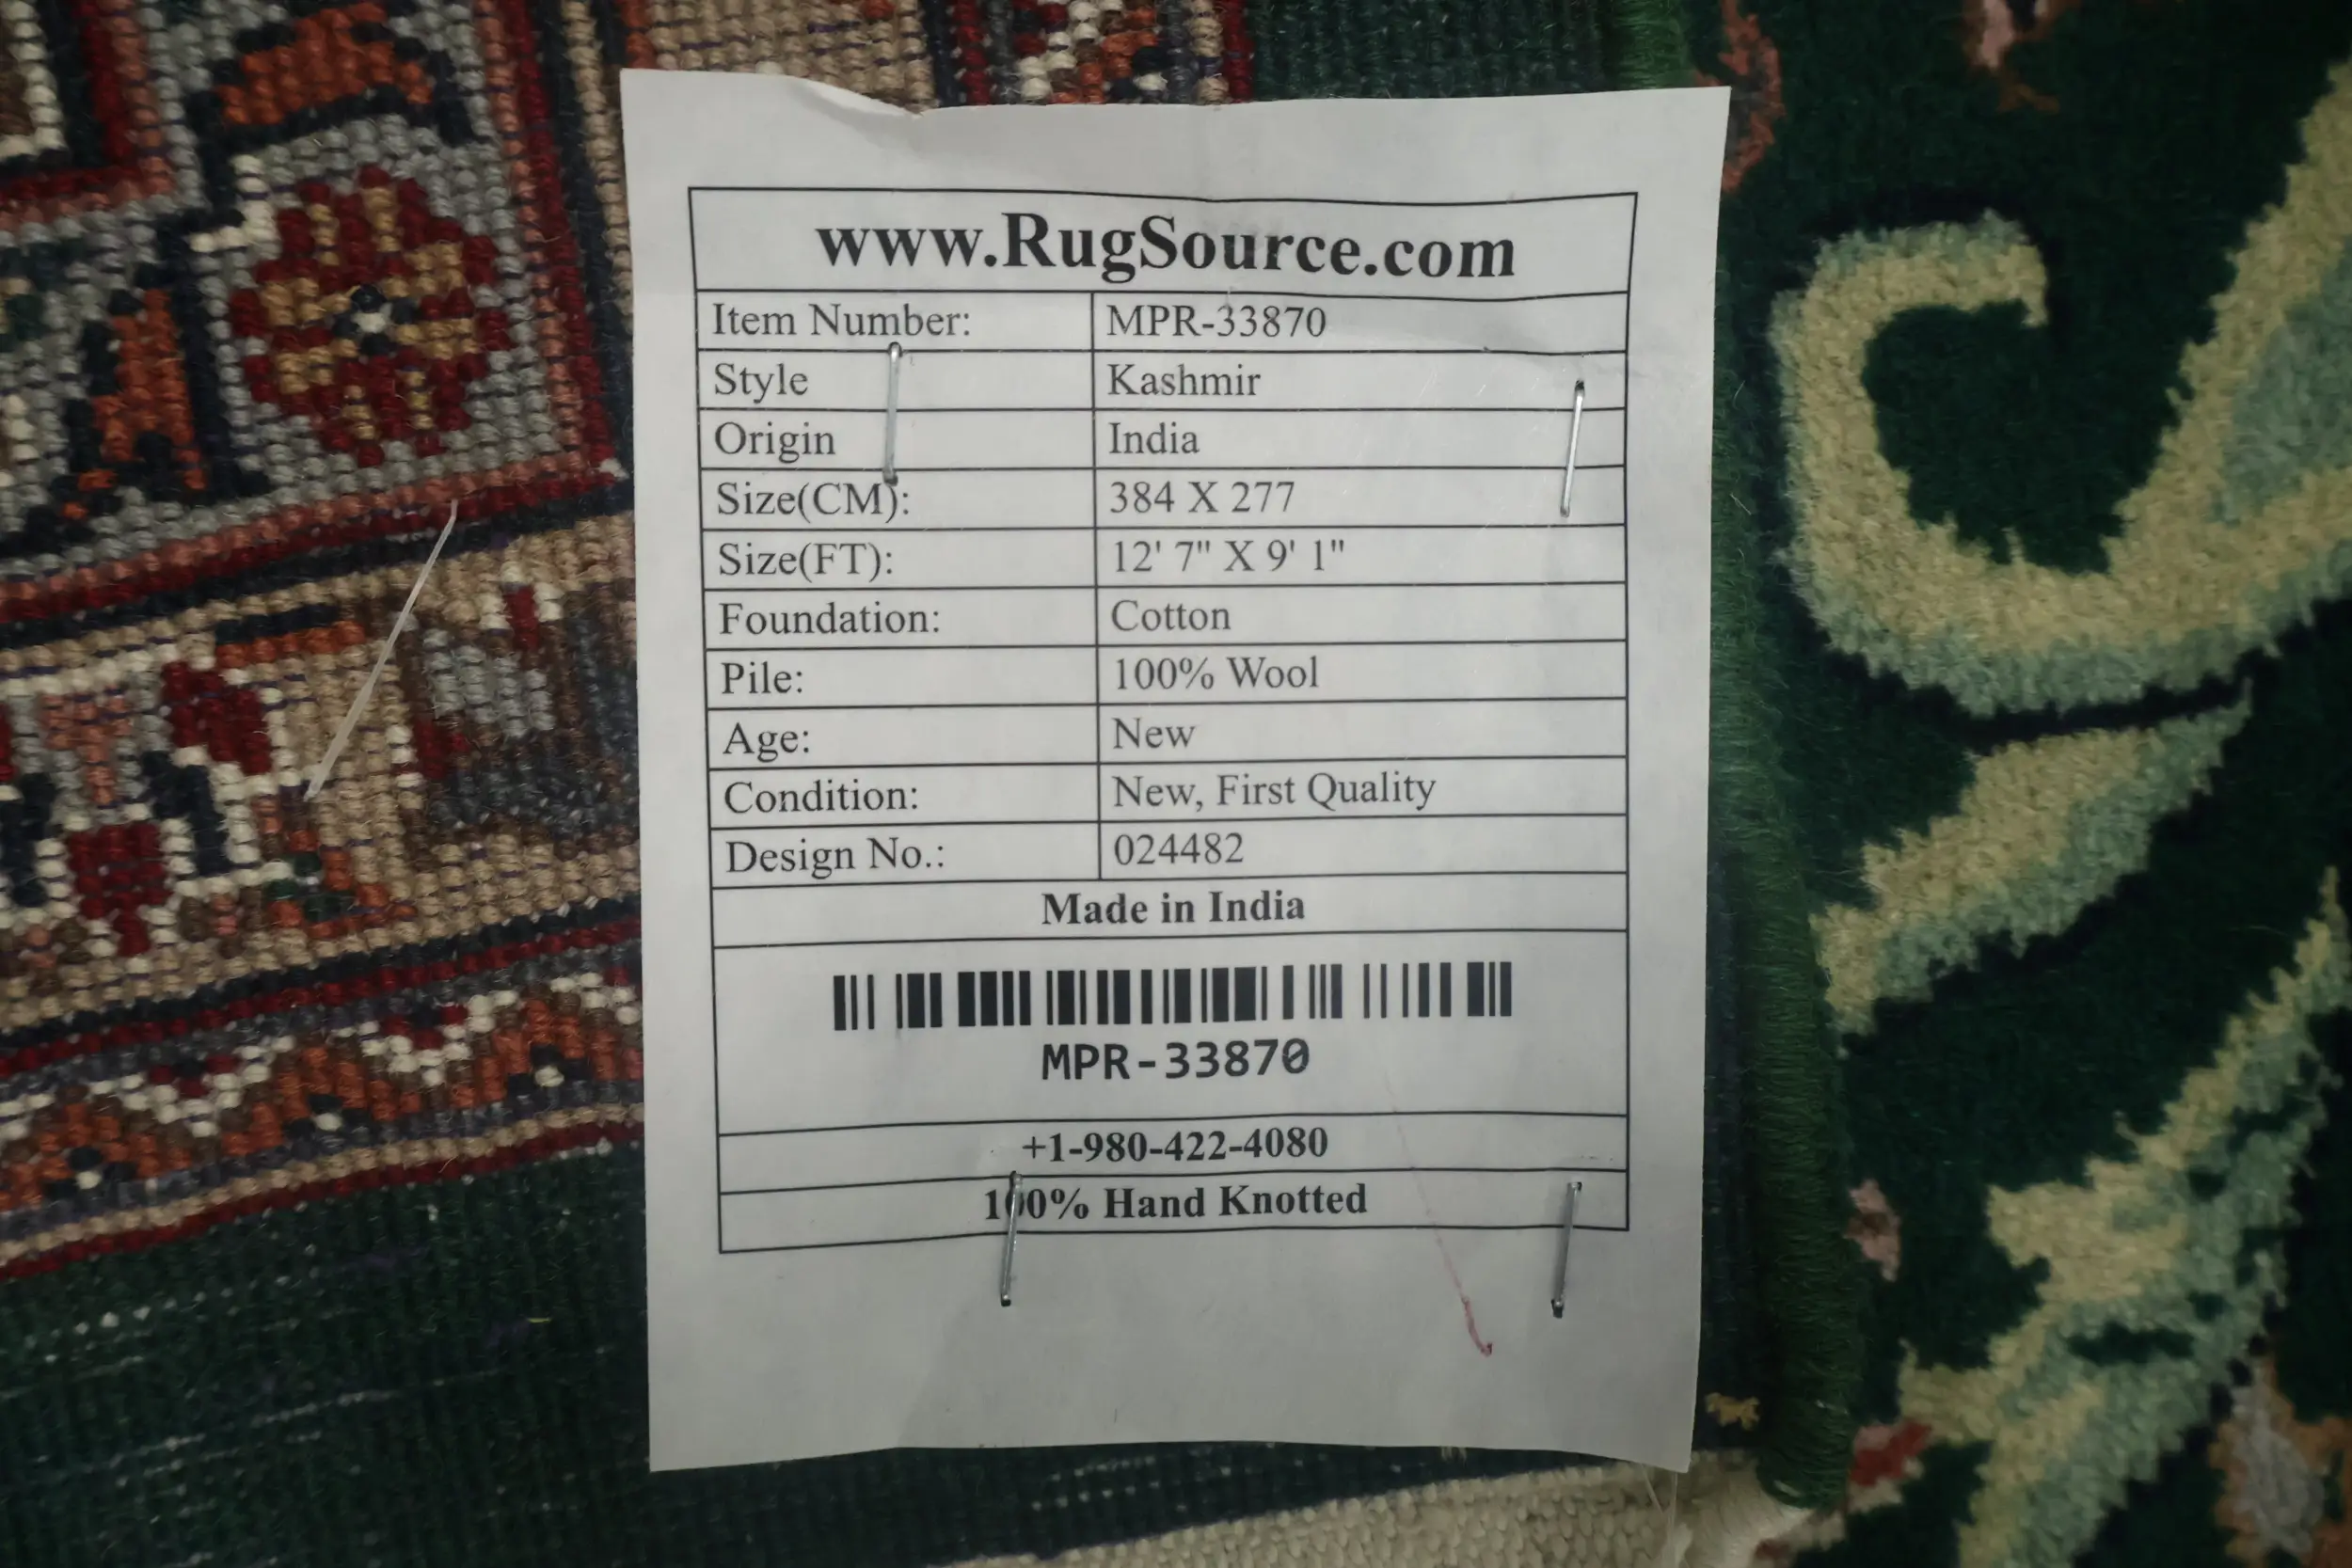 www.RugSource.com
Item Number: MPR-33870
Style Kashmir
Origin India
Size(CM): 384 X 277
Size(FT): 12' 7" X 9' 1"
Foundation: Cotton
Pile: 100% Wool
Age: New
Condition: New, First Quality
Design No.: 024482
Made in India
MPR-33870
+1-980-422-4080
100% Hand Knotted